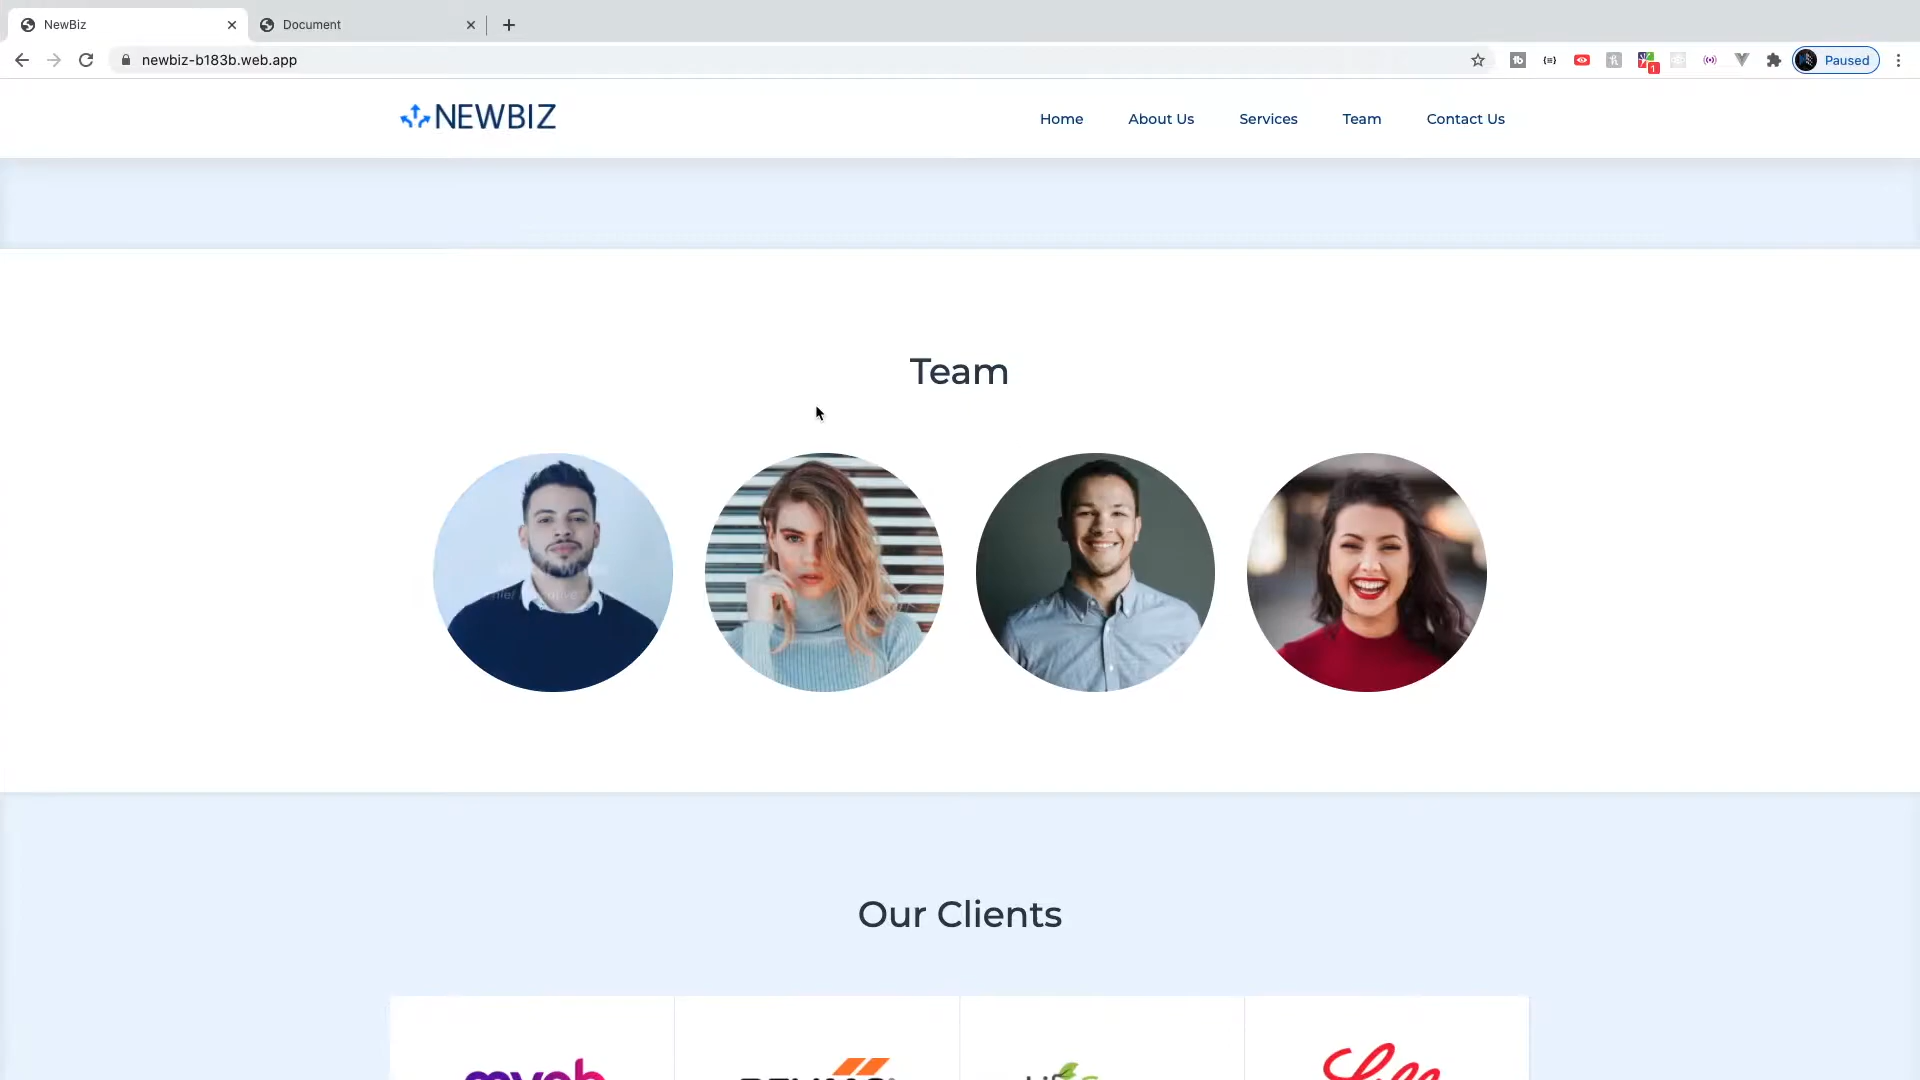 NewBiz
Document
newbiz-b183b.web.app
Paused
NEWBIZ
Home
About Us
Services
Team
Contact Us
Team
Our Clients